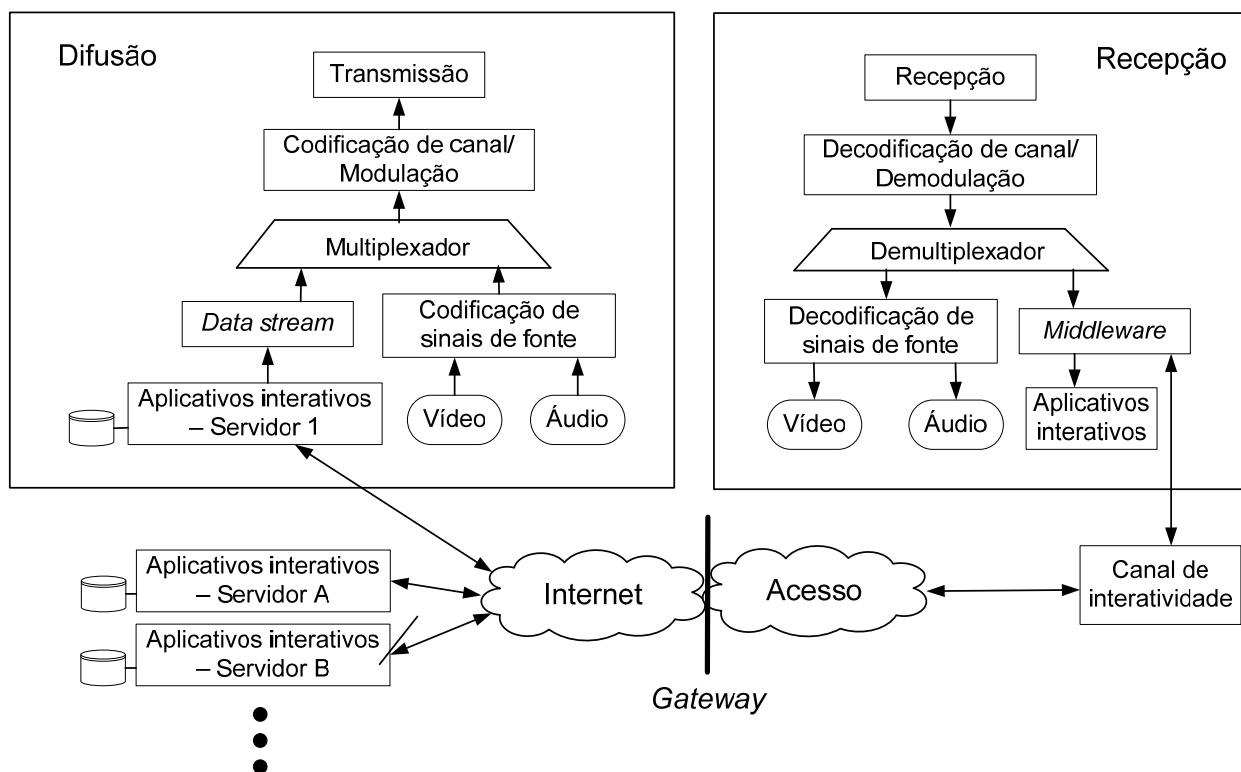 Difusão
Transmissão
Codificação de canal/
Modulação
Multiplexador
Data stream
Codificação de
sinais de fonte
Aplicativos interativos
– Servidor 1
Vídeo
Áudio
Recepção
Recepção
Decodificação de canal/
Demodulação
Demultiplexador
Decodificação de
sinais de fonte
Middleware
Vídeo
Áudio
Aplicativos
interativos
Aplicativos interativos
– Servidor A
Aplicativos interativos
– Servidor B
Internet
Acesso
Gateway
Canal de
interatividade